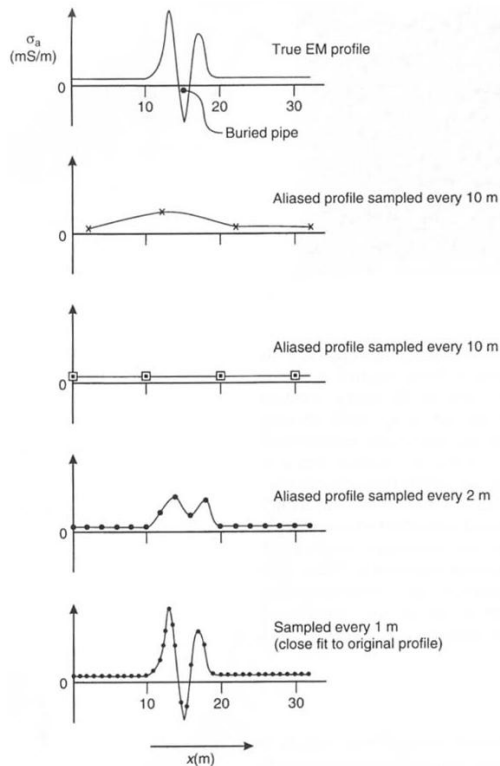 σa
(mS/m)
True EM profile
0
10 20 30
Buried pipe
Aliased profile sampled every 10 m
0
Aliased profile sampled every 10 m
0
Aliased profile sampled every 2 m
0
Sampled every 1 m
(close fit to original profile)
0
10 20 30
x(m)